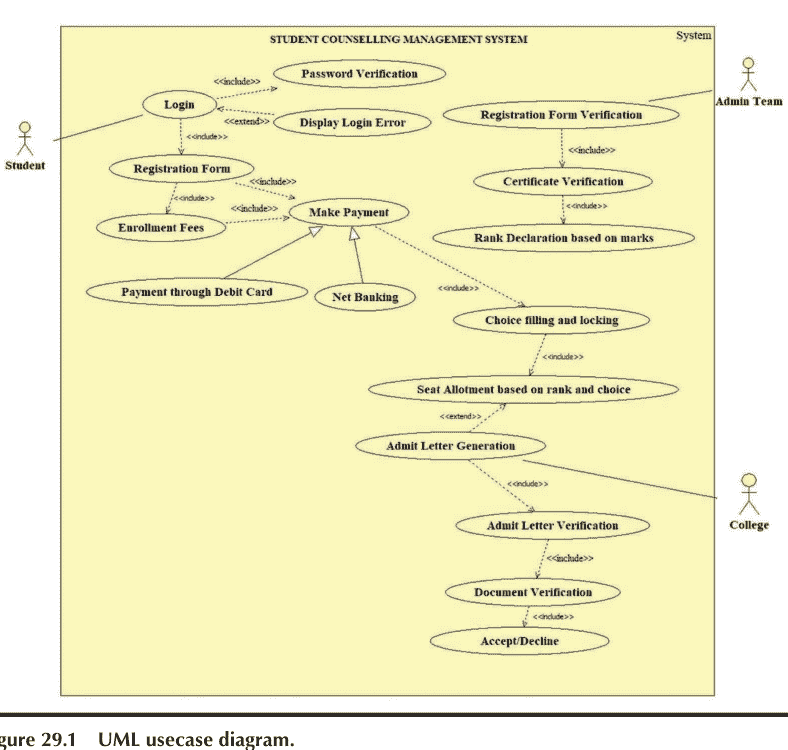 System
STUDENT COUNSELLING MANAGEMENT SYSTEM
Password Verification
<<include>>
Login
<<extend>>
Display Login Error
Registration Form Verification
Admin Team
Student
<<include>>
<<include>>
Registration Form
<<include>>
Certificate Verification
<<include>>
<<include>>
<<include>>
Make Payment
Enrollment Fees
Rank Declaration based on marks
Payment through Debit Card
Net Banking
<<include>>
Choice filling and locking
<<include>>
Seat Allotment based on rank and choice
<<extend>>
Admit Letter Generation
<<include>>
College
Admit Letter Verification
<<include>>
Document Verification
<<include>>
Accept/Decline
gure 29.1 UML usecase diagram.